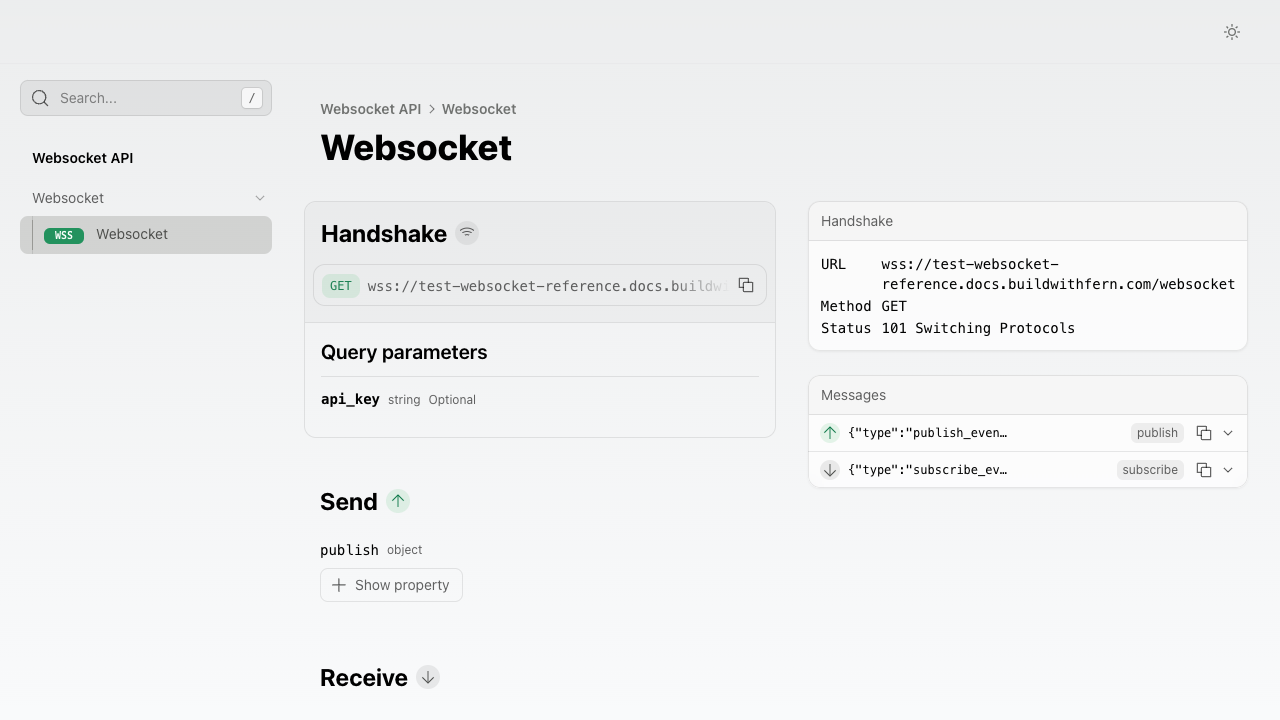 Search...
/
Websocket API
Websocket
WSS Websocket
Websocket API > Websocket
Websocket
Handshake
GET wss://test-websocket-reference.docs.buildw
Query parameters
api_key string Optional
Send
publish object
Show property
Receive
Handshake
URL wss://test-websocket-
reference.docs.buildwithfern.com/websocket
Method GET
Status 101 Switching Protocols
Messages
{"type":"publish_even… publish
{"type":"subscribe_ev… subscribe